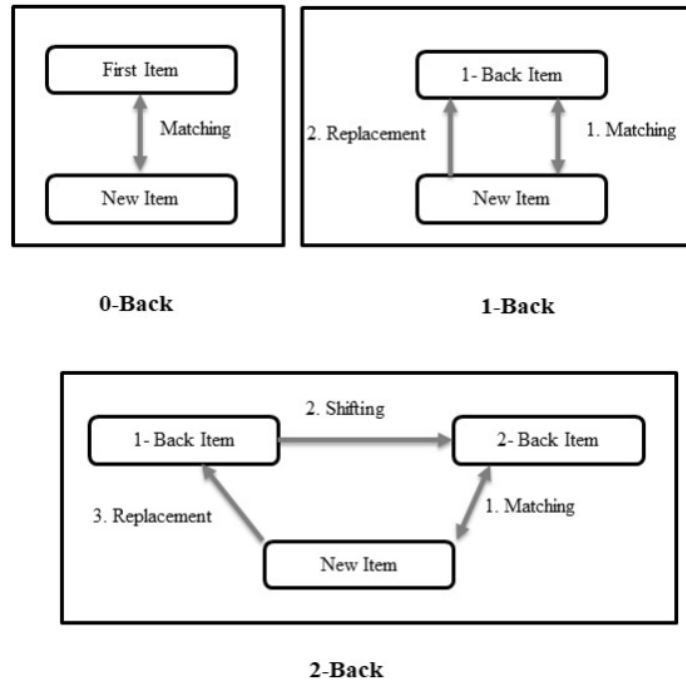 First Item
Matching
New Item
0-Back
1- Back Item
2. Replacement
1. Matching
New Item
1-Back
2. Shifting
1- Back Item
2- Back Item
3. Replacement
1. Matching
New Item
2-Back